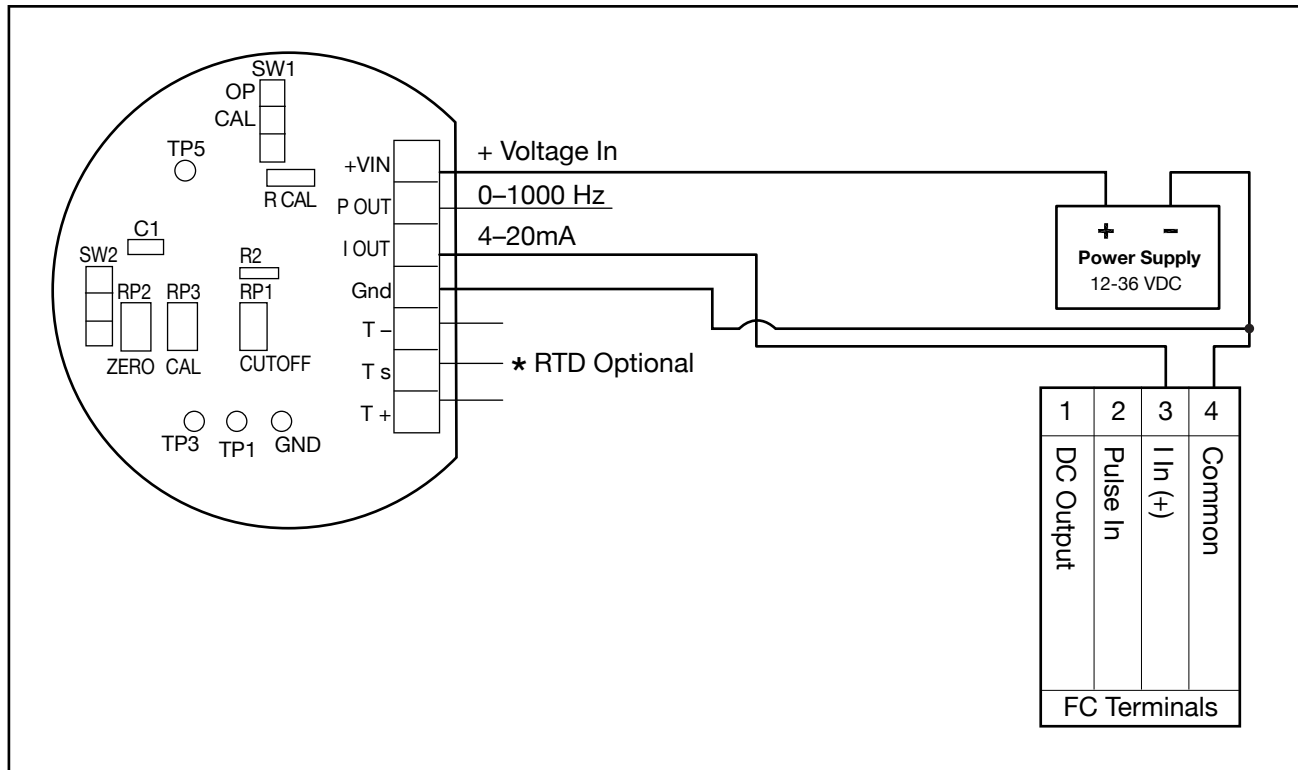 SW1
OP
CAL
TP5
R CAL
C1
SW2
R2
RP2
RP3
RP1
ZERO
CAL
CUTOFF
TP3
TP1
GND
+VIN
P OUT
I OUT
Gnd
T –
T s
T +
+ Voltage In
0–1000 Hz
4–20mA
* RTD Optional
+ –
Power Supply
12-36 VDC
1 2 3 4
DC Output
Pulse In
I In (+)
Common
FC Terminals